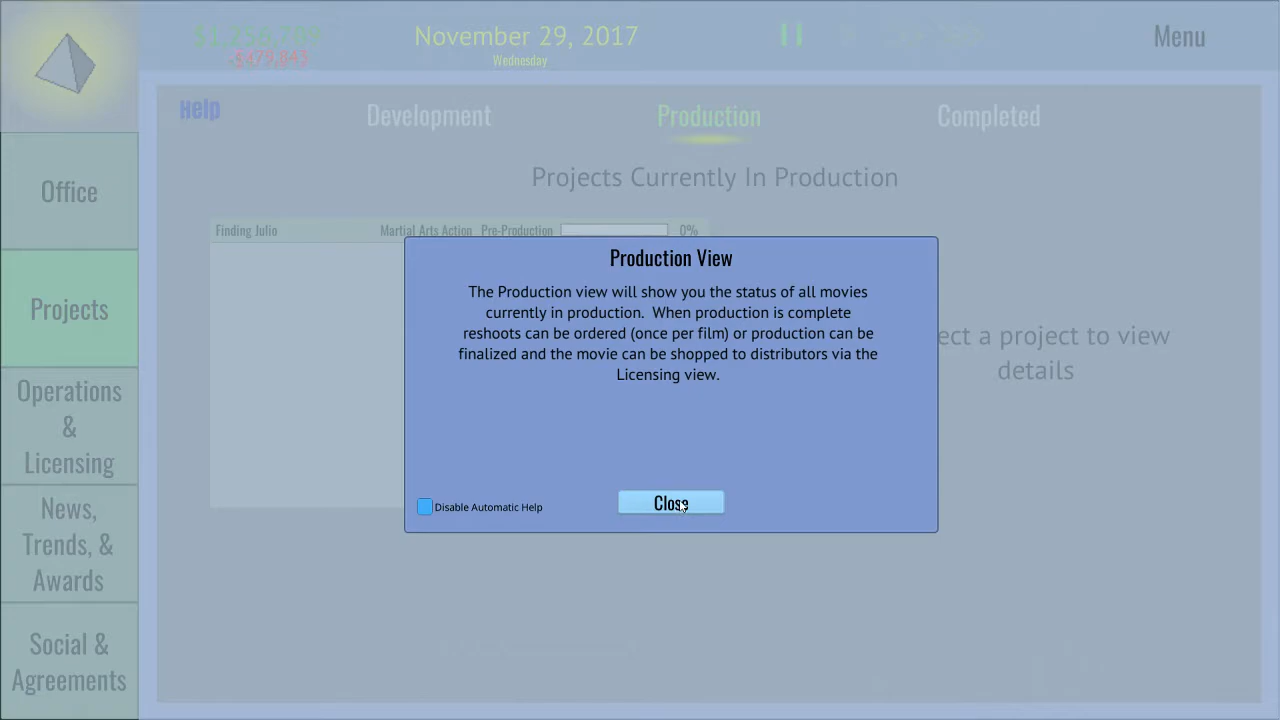 November 29, 2017
Wednesday
-$479,843
Menu
Help
Development
Production
Completed
Office
Projects
Operations
&
Licensing
News,
Trends, &
Awards
Social &
Agreements
Projects Currently In Production
Finding Julio Martial Arts Action Pre-Production 0%
Production View
The Production view will show you the status of all movies
currently in production. When production is complete
reshoots can be ordered (once per film) or production can be
finalized and the movie can be shopped to distributors via the
Licensing view.
Disable Automatic Help
Close
a project to view
details